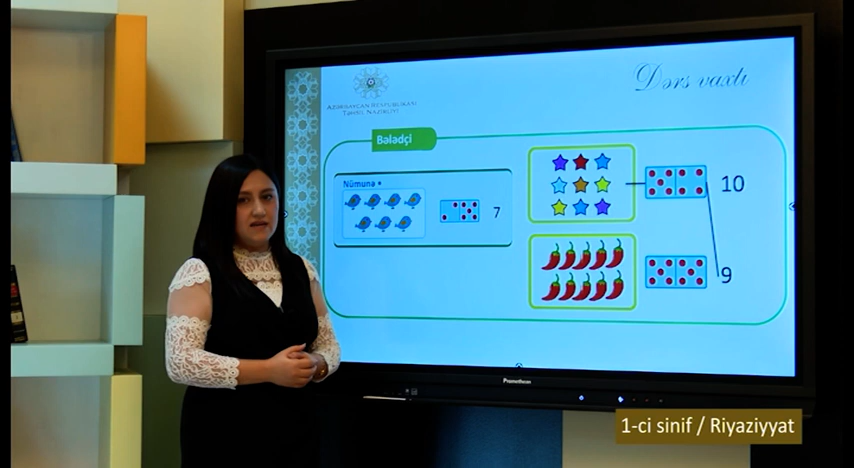 Dərs vaxtı
AZƏRBAYCAN RESPUBLİKASI
TƏHSİL NAZİRLİYİ
Bələdçi
Nümunə
7
10
9
Promethean
1-ci sinif / Riyaziyyat